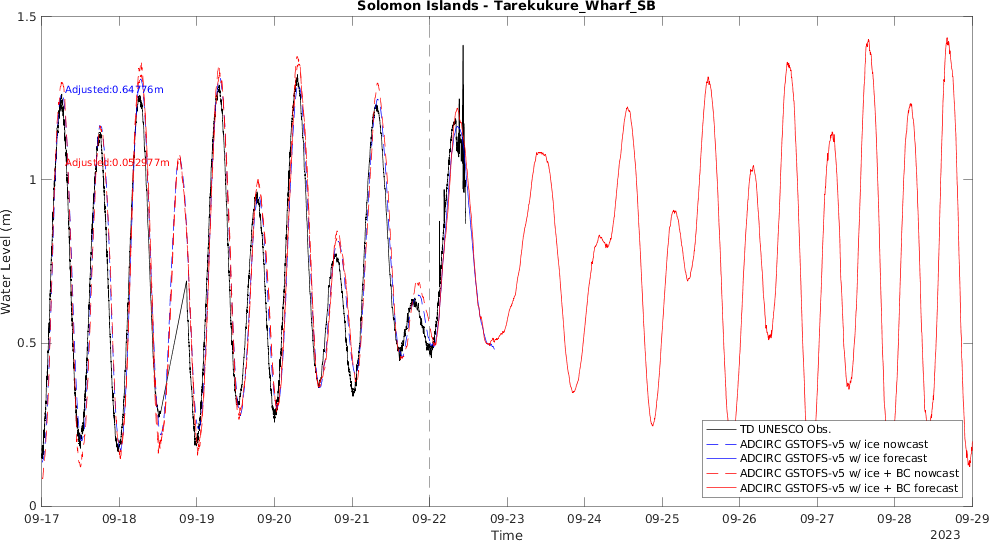 Solomon Islands - Tarekukure_Wharf_SB
1.5
Adjusted:0.64776m
Adjusted:0.052977m
1
Water Level (m)
0.5
0
TD UNESCO Obs.
ADCIRC GSTOFS-v5 w/ ice nowcast
ADCIRC GSTOFS-v5 w/ ice forecast
ADCIRC GSTOFS-v5 w/ ice + BC nowcast
ADCIRC GSTOFS-v5 w/ ice + BC forecast
09-17 09-18 09-19 09-20 09-21 09-22 09-23 09-24 09-25 09-26 09-27 09-28 09-29
Time
2023